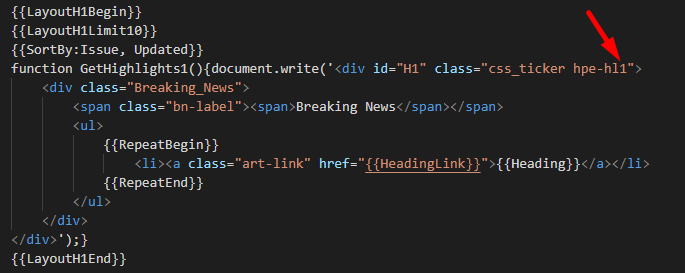 {{LayoutH1Begin}}
{{LayoutH1Limit10}}
{{SortBy:Issue, Updated}}
function GetHighlights1(){document.write('<div id="H1" class="css_ticker hpe-hl1">
<div class="Breaking_News">
<span class="bn-label"><span>Breaking News</span></span>
<ul>
{{RepeatBegin}}
<li><a class="art-link" href="{{HeadingLink}}">{{Heading}}</a></li>
{{RepeatEnd}}
</ul>
</div>
</div>');}
{{LayoutH1End}}